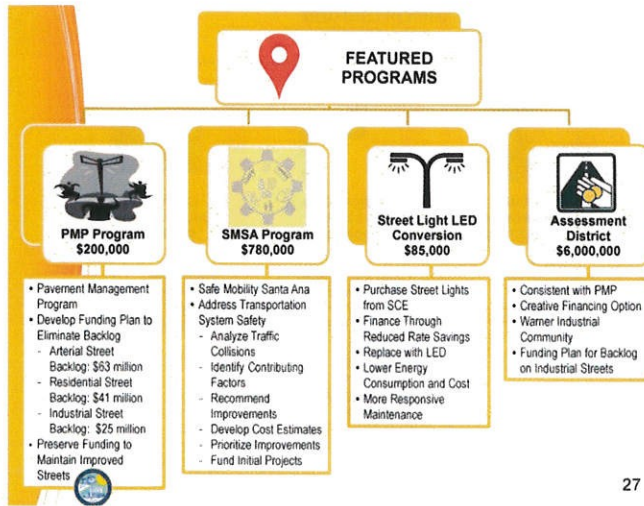 FEATURED
PROGRAMS
PMP Program
$200,000
• Pavement Management
Program
• Develop Funding Plan to
Eliminate Backlog
- Arterial Street
Backlog: $63 million
- Residential Street
Backlog: $41 million
- Industrial Street
Backlog: $25 million
• Preserve Funding to
Maintain Improved
Streets
SMSA Program
$780,000
• Safe Mobility Santa Ana
• Address Transportation
System Safety
- Analyze Traffic
Collisions
- Identify Contributing
Factors
- Recommend
Improvements
- Develop Cost Estimates
- Prioritize Improvements
- Fund Initial Projects
Street Light LED
Conversion
$85,000
• Purchase Street Lights
from SCE
• Finance Through
Reduced Rate Savings
• Replace with LED
• Lower Energy
Consumption and Cost
• More Responsive
Maintenance
Assessment
District
$6,000,000
• Consistent with PMP
• Creative Financing Option
• Warner Industrial
Community
• Funding Plan for Backlog
on Industrial Streets
27